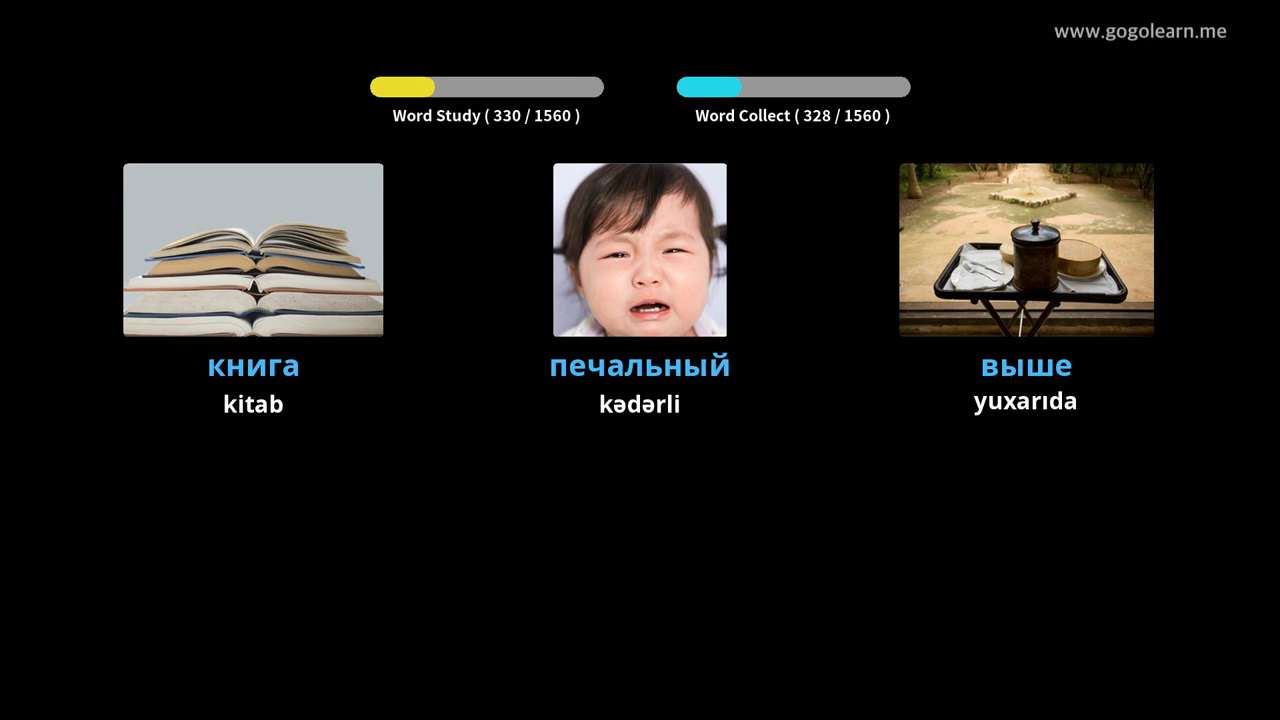 www.gogolearn.me
Word Study ( 330 / 1560 )
Word Collect ( 328 / 1560 )
книга
печальный
выше
kitab
kədərli
yuxarıda